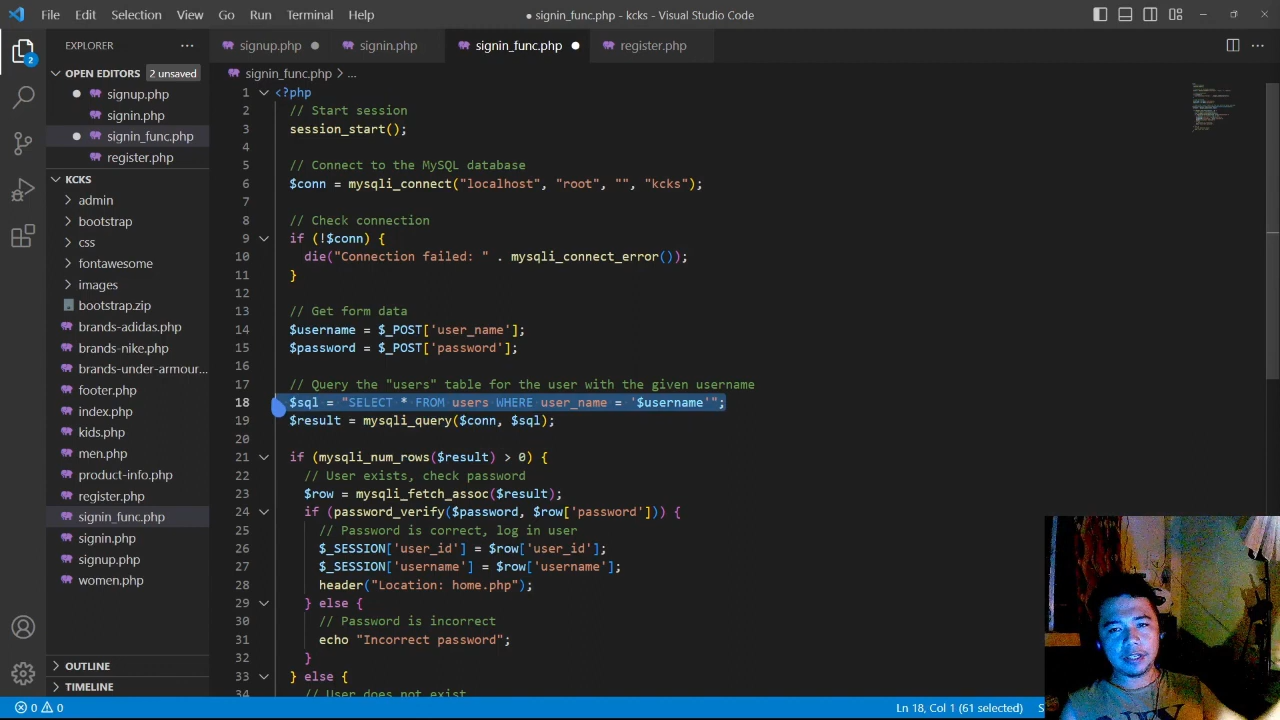 File Edit Selection View Go Run Terminal Help
● signin_func.php - kcks - Visual Studio Code
EXPLORER
signup.php
signin.php
signin_func.php
register.php
OPEN EDITORS 2 unsaved
signup.php
signin.php
signin_func.php
register.php
KCKS
admin
bootstrap
css
fontawesome
images
bootstrap.zip
brands-adidas.php
brands-nike.php
brands-under-armour...
footer.php
index.php
kids.php
men.php
product-info.php
register.php
signin_func.php
signin.php
signup.php
women.php
OUTLINE
TIMELINE
2
signin_func.php > ...
1 <?php
2 // Start session
3 session_start();
4
5 // Connect to the MySQL database
6 $conn = mysqli_connect("localhost", "root", "", "kcks");
7
8 // Check connection
9 if (!$conn) {
10 die("Connection failed: " . mysqli_connect_error());
11 }
12
13 // Get form data
14 $username = $_POST['user_name'];
15 $password = $_POST['password'];
16
17 // Query the "users" table for the user with the given username
18 $sql = "SELECT * FROM users WHERE user_name = '$username'";
19 $result = mysqli_query($conn, $sql);
20
21 if (mysqli_num_rows($result) > 0) {
22 // User exists, check password
23 $row = mysqli_fetch_assoc($result);
24 if (password_verify($password, $row['password'])) {
25 // Password is correct, log in user
26 $_SESSION['user_id'] = $row['user_id'];
27 $_SESSION['username'] = $row['username'];
28 header("Location: home.php");
29 } else {
30 // Password is incorrect
31 echo "Incorrect password";
32 }
33 } else {
34 // User does not exist
0 0 Ln 18, Col 1 (61 selected)